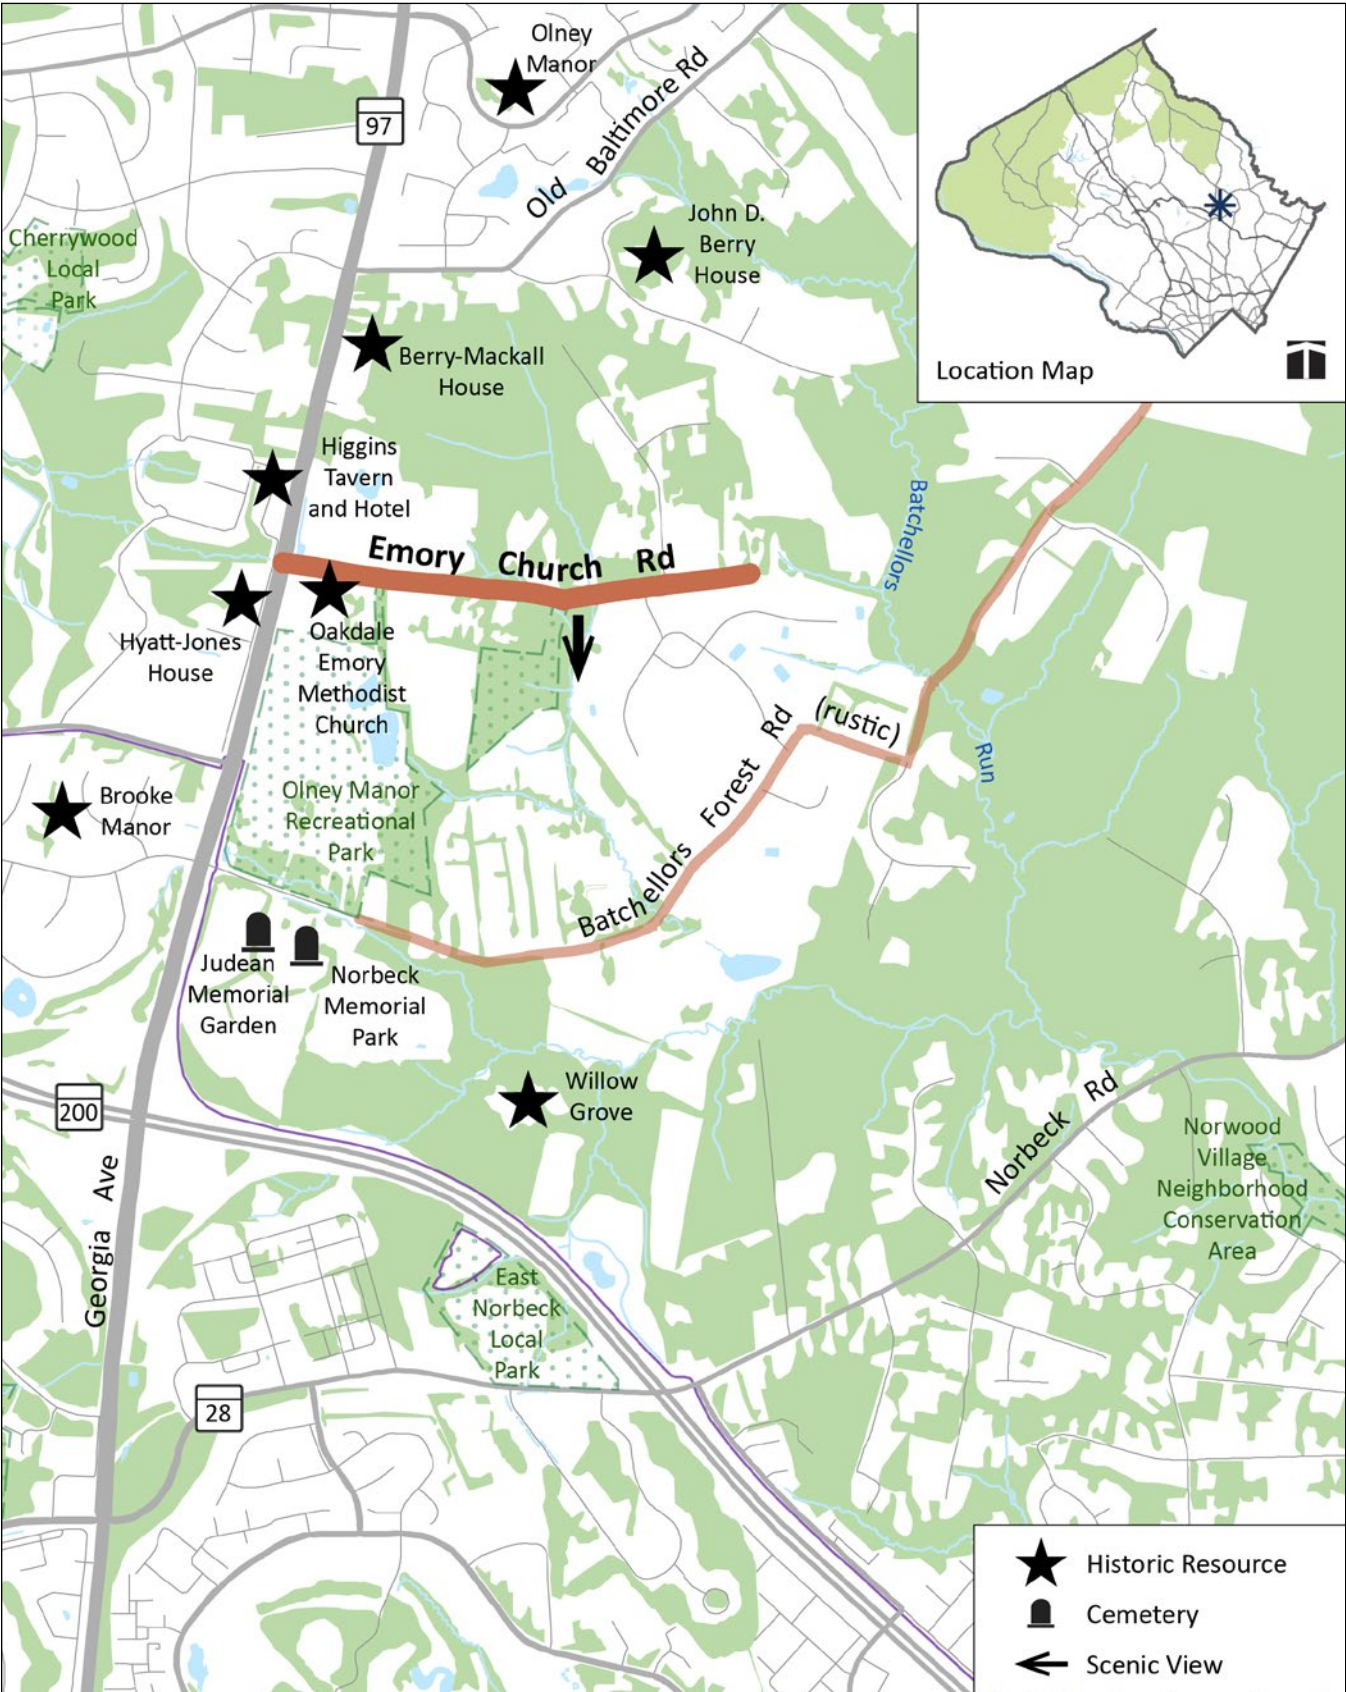 Olney
Manor
97
Old Baltimore Rd
John D.
Berry
House
Cherrywood
Local
Park
Berry-Mackall
House
Location Map
Higgins
Tavern
and Hotel
Batchellors
Run
Emory Church Rd
Hyatt-Jones
House
Oakdale
Emory
Methodist
Church
Batchellors Forest Rd (rustic)
Brooke
Manor
Olney Manor
Recreational
Park
Judean
Memorial
Garden
Norbeck
Memorial
Park
Willow
Grove
200
Georgia Ave
Norbeck Rd
Norwood
Village
Neighborhood
Conservation
Area
East
Norbeck
Local
Park
28
Historic Resource
Cemetery
Scenic View